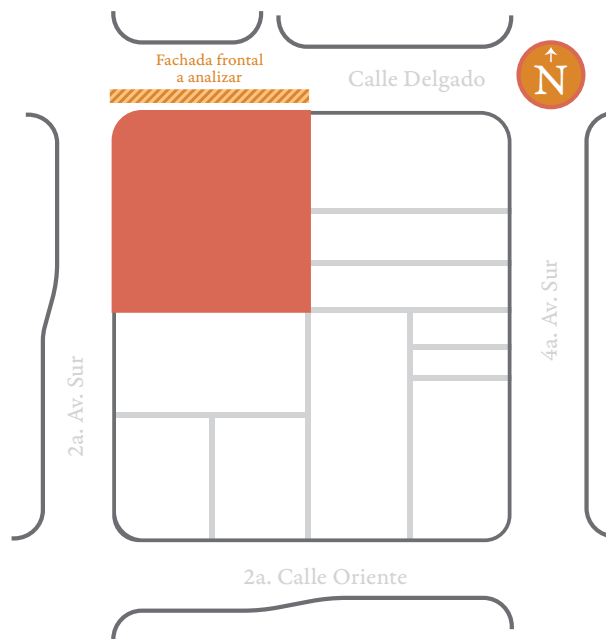 Fachada frontal
a analizar
Calle Delgado
N
2a. Av. Sur
4a. Av. Sur
2a. Calle Oriente